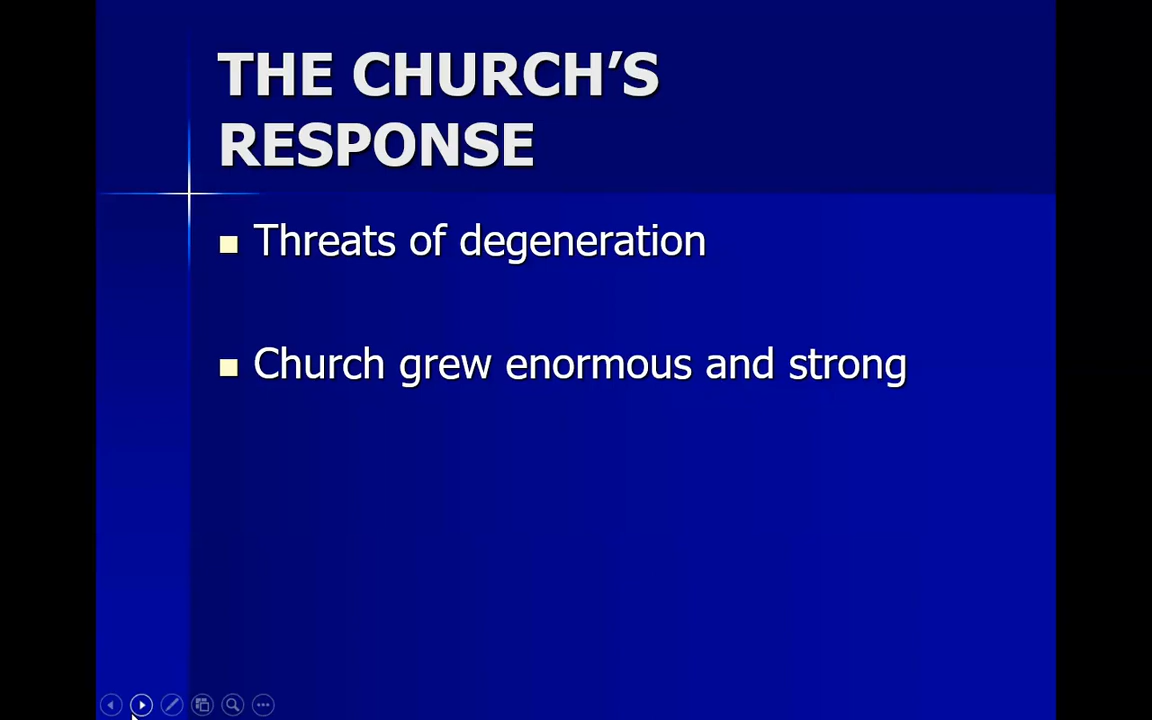 THE CHURCH’S
RESPONSE
Threats of degeneration
Church grew enormous and strong